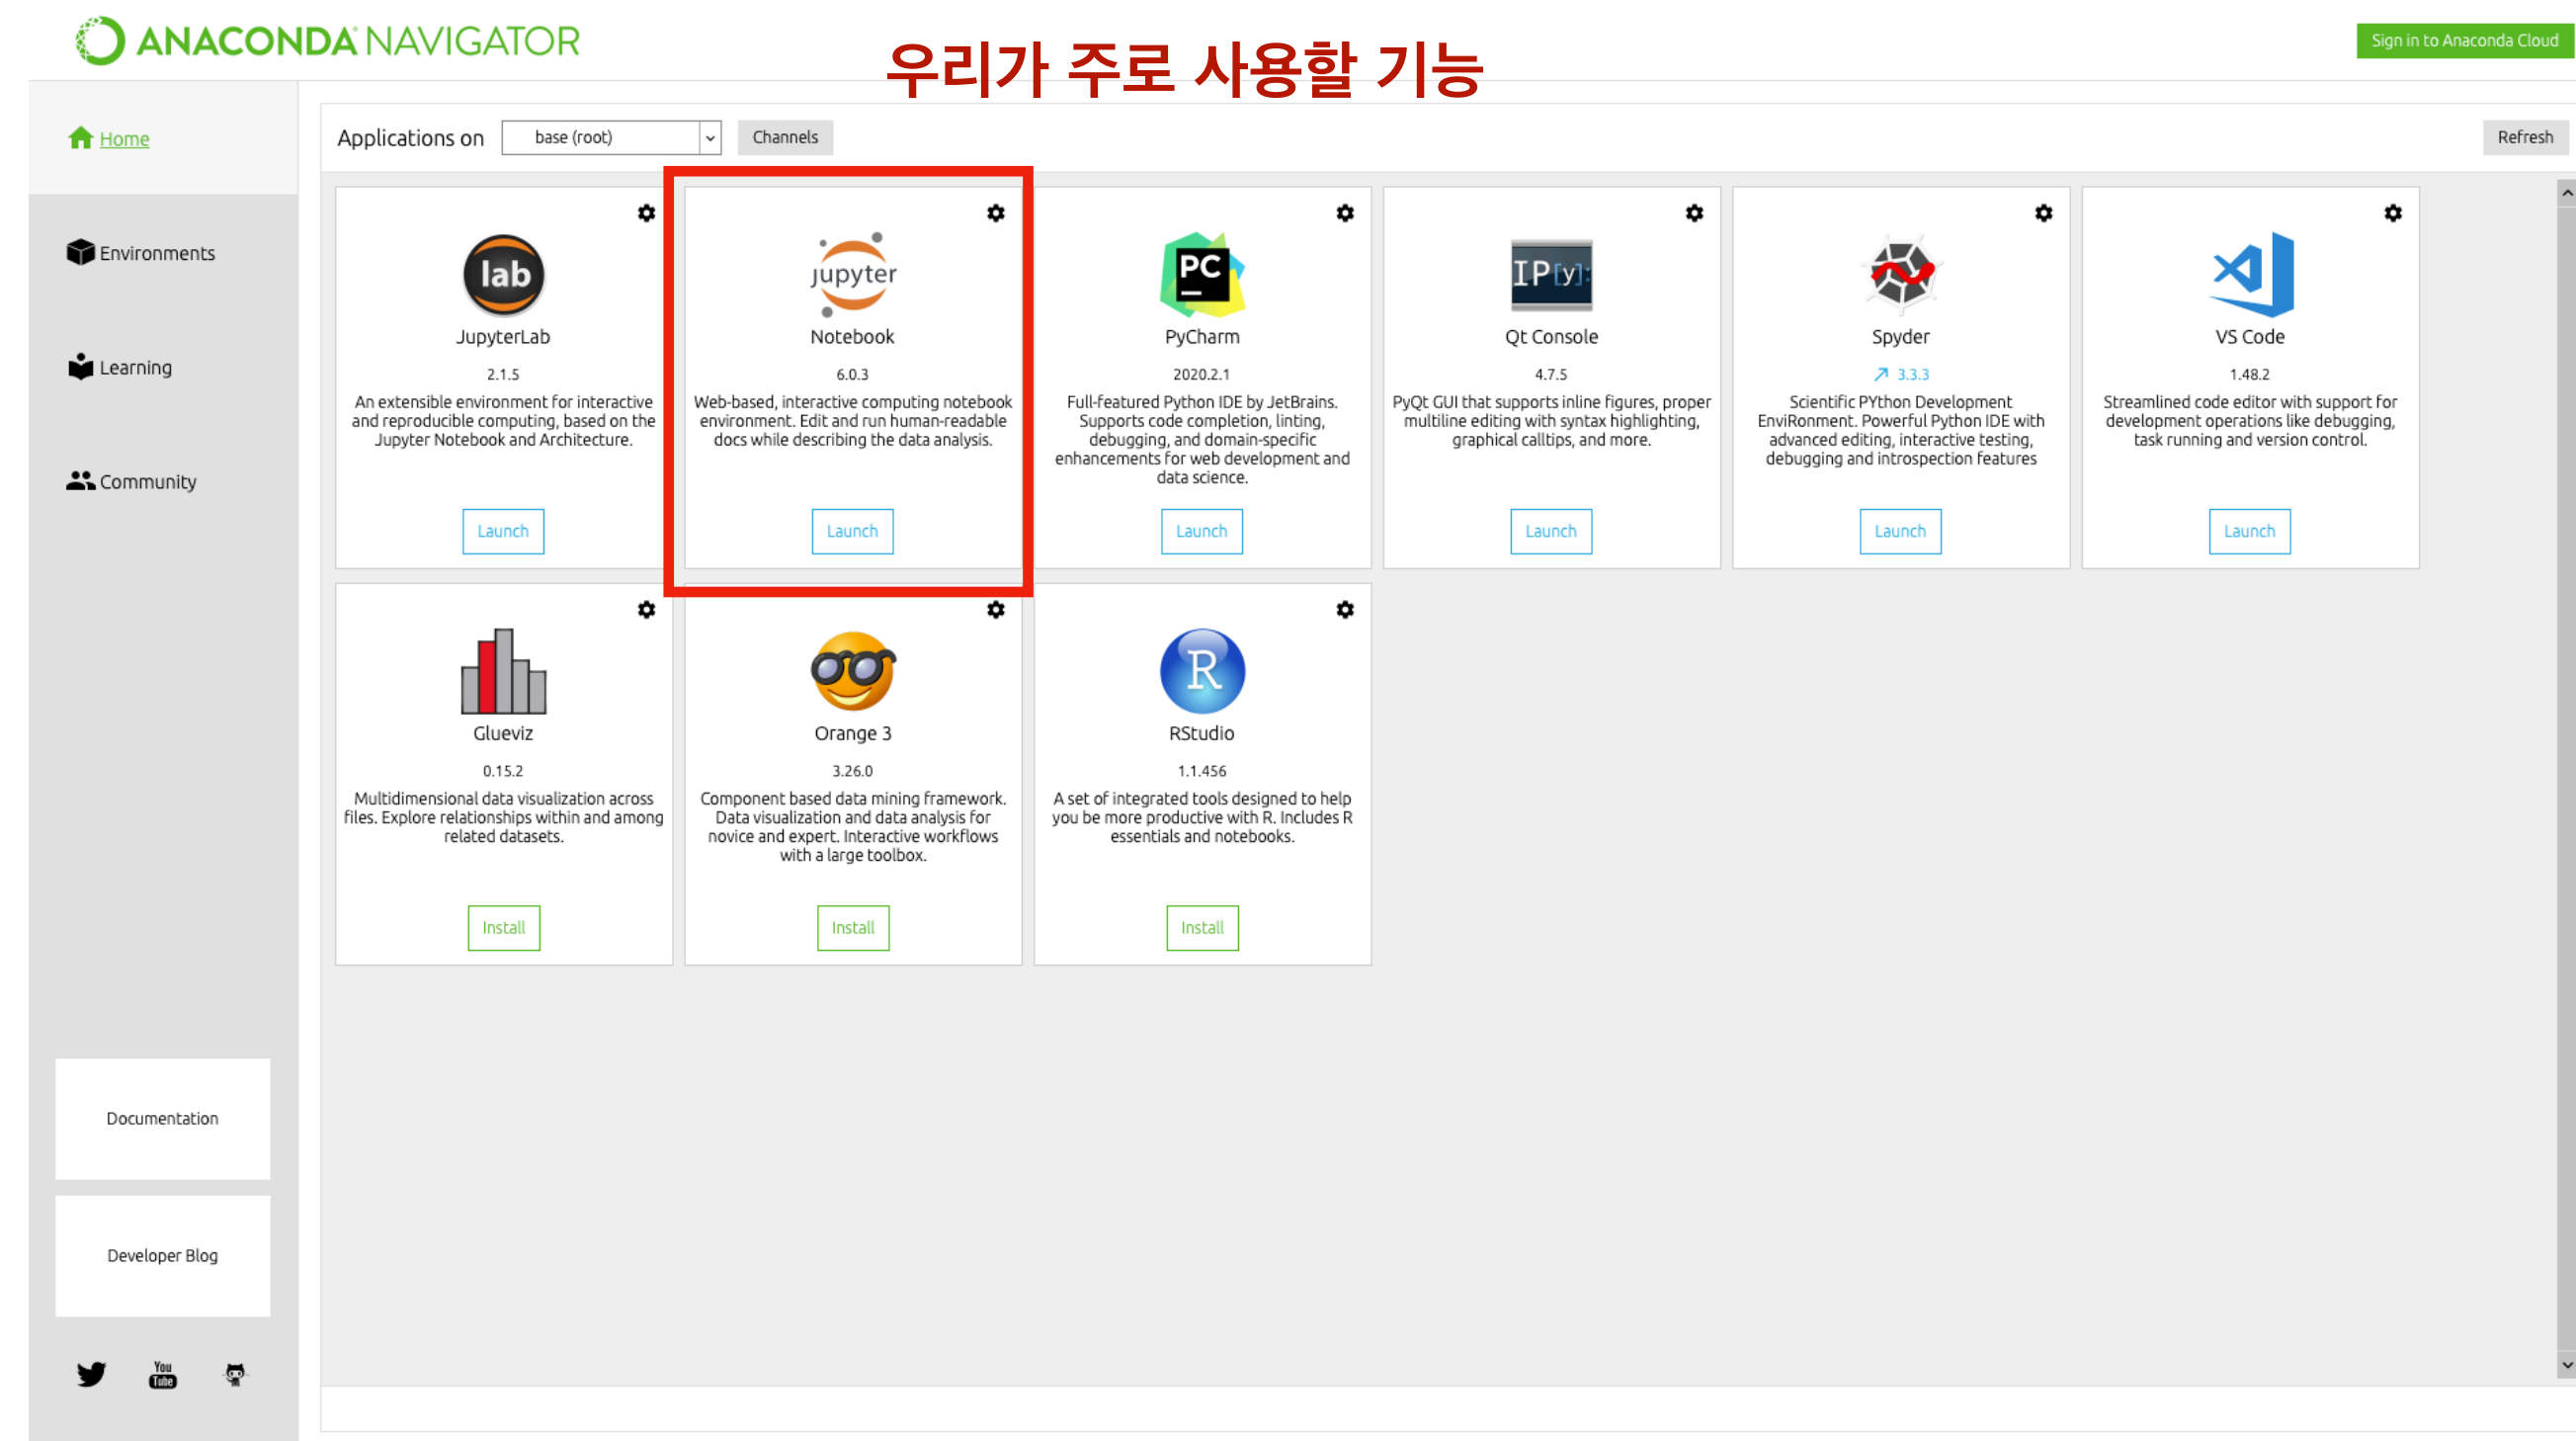 ANACONDA NAVIGATOR
우리가 주로 사용할 기능
Sign in to Anaconda Cloud
Home
Environments
Learning
Community
Documentation
Developer Blog
You
Tube
Applications on
base (root)
Channels
Refresh
lab
JupyterLab
2.1.5
An extensible environment for interactive
and reproducible computing, based on the
Jupyter Notebook and Architecture.
Launch
jupyter
Notebook
6.0.3
Web-based, interactive computing notebook
environment. Edit and run human-readable
docs while describing the data analysis.
Launch
PC
PyCharm
2020.2.1
Full-featured Python IDE by JetBrains.
Supports code completion, linting,
debugging, and domain-specific
enhancements for web development and
data science.
Launch
IP[y]:
Qt Console
4.7.5
PyQt GUI that supports inline figures, proper
multiline editing with syntax highlighting,
graphical calltips, and more.
Launch
Spyder
3.3.3
Scientific PYthon Development
EnviRonment. Powerful Python IDE with
advanced editing, interactive testing,
debugging and introspection features
Launch
VS Code
1.48.2
Streamlined code editor with support for
development operations like debugging,
task running and version control.
Launch
Glueviz
0.15.2
Multidimensional data visualization across
files. Explore relationships within and among
related datasets.
Install
Orange 3
3.26.0
Component based data mining framework.
Data visualization and data analysis for
novice and expert. Interactive workflows
with a large toolbox.
Install
R
RStudio
1.1.456
A set of integrated tools designed to help
you be more productive with R. Includes R
essentials and notebooks.
Install